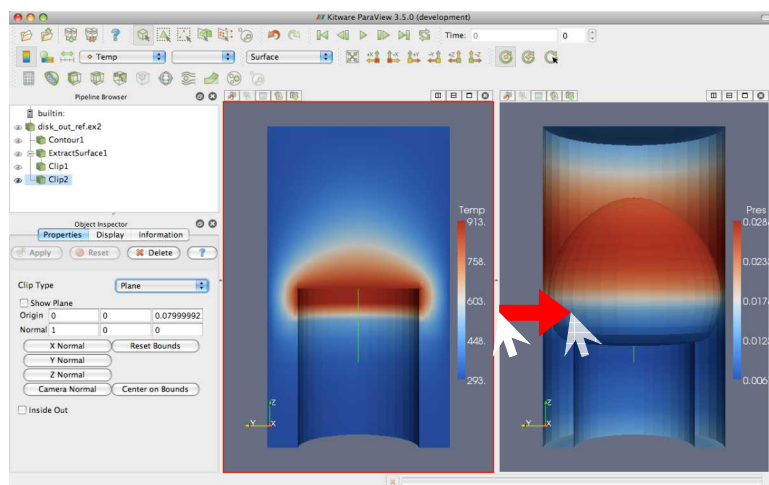 Kitware ParaView 3.5.0 (development)
Time: 0 0
Temp Surface
Pipeline Browser
builtin:
disk_out_ref.ex2
Contour1
ExtractSurface1
Clip1
Clip2
Object Inspector
Properties Display Information
Apply Reset Delete ?
Clip Type Plane
Show Plane
Origin 0 0 0.07999992
Normal 1 0 0
X Normal Reset Bounds
Y Normal
Z Normal
Camera Normal Center on Bounds
Inside Out
Temp
913.
758.
603.
448.
293.
Z
Y X
Pres
0.028
0.023
0.017
0.012
0.006
Z
Y X